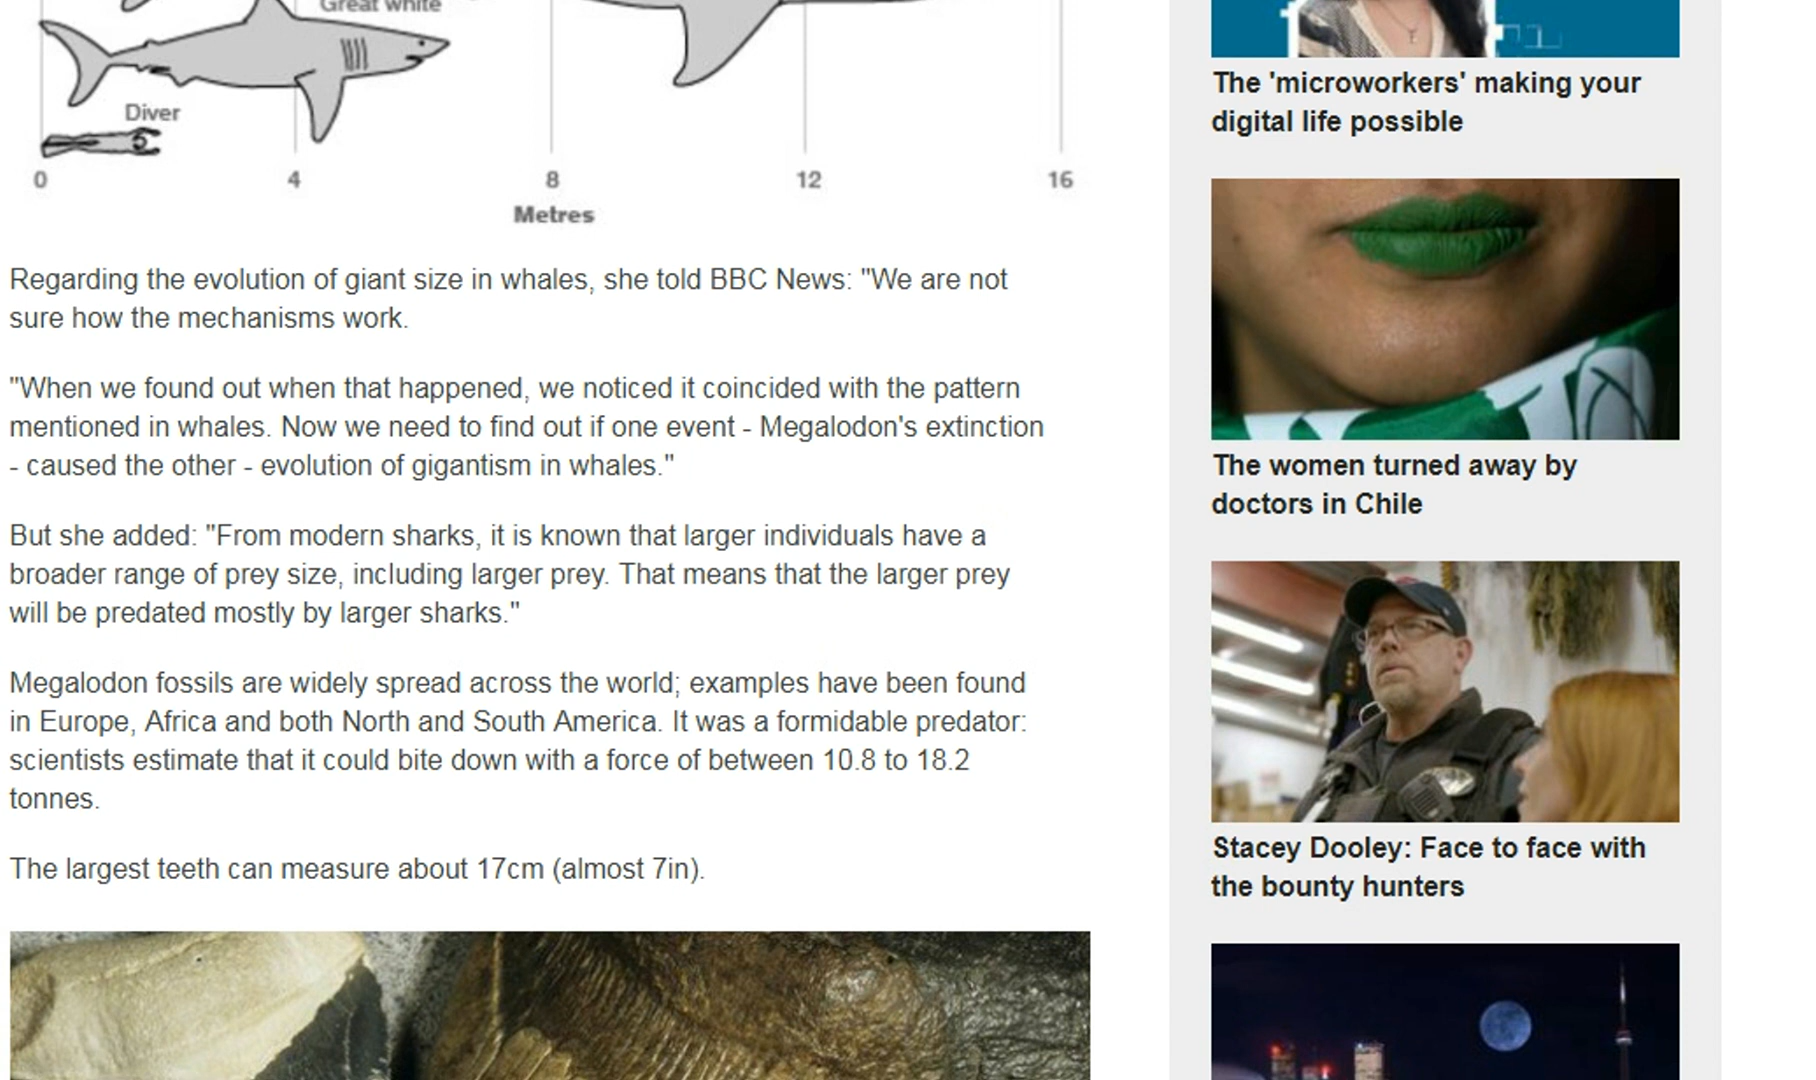 Great white
Diver
0 4 8 12 16
Metres
Regarding the evolution of giant size in whales, she told BBC News: "We are not
sure how the mechanisms work.
"When we found out when that happened, we noticed it coincided with the pattern
mentioned in whales. Now we need to find out if one event - Megalodon's extinction
- caused the other - evolution of gigantism in whales."
But she added: "From modern sharks, it is known that larger individuals have a
broader range of prey size, including larger prey. That means that the larger prey
will be predated mostly by larger sharks."
Megalodon fossils are widely spread across the world; examples have been found
in Europe, Africa and both North and South America. It was a formidable predator:
scientists estimate that it could bite down with a force of between 10.8 to 18.2
tonnes.
The largest teeth can measure about 17cm (almost 7in).
The 'microworkers' making your
digital life possible
The women turned away by
doctors in Chile
Stacey Dooley: Face to face with
the bounty hunters